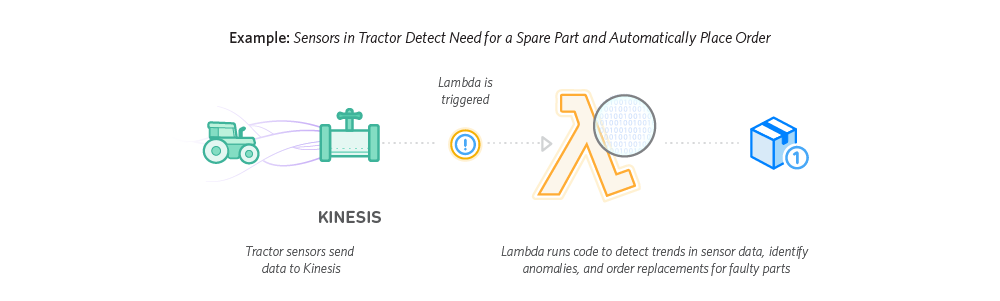 Example: Sensors in Tractor Detect Need for a Spare Part and Automatically Place Order
Lambda is
triggered
1
KINESIS
Tractor sensors send
data to Kinesis
Lambda runs code to detect trends in sensor data, identify
anomalies, and order replacements for faulty parts